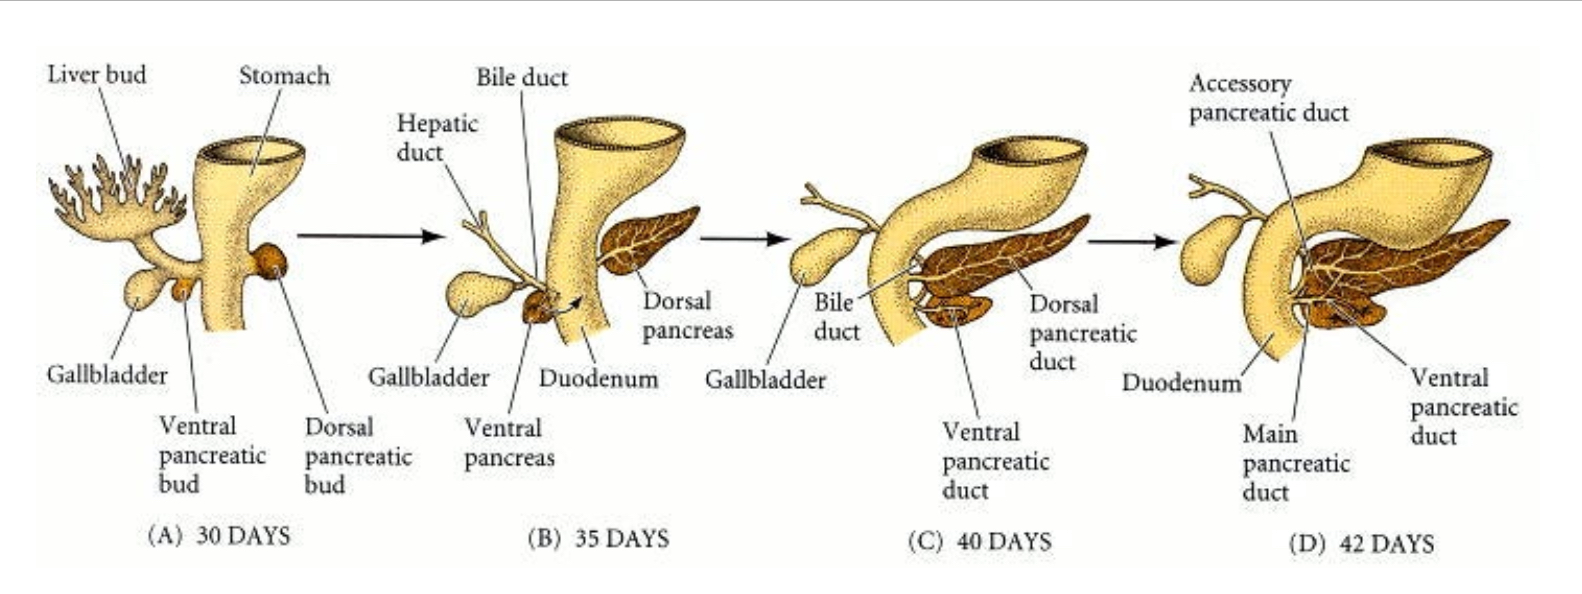 Liver bud
Stomach
Gallbladder
Ventral
pancreatic
bud
Dorsal
pancreatic
bud
(A) 30 DAYS
Bile duct
Hepatic
duct
Dorsal
pancreas
Gallbladder
Duodenum
Ventral
pancreas
(B) 35 DAYS
Bile
duct
Gallbladder
Dorsal
pancreatic
duct
Ventral
pancreatic
duct
(C) 40 DAYS
Accessory
pancreatic duct
Duodenum
Ventral
pancreatic
duct
Main
pancreatic
duct
(D) 42 DAYS